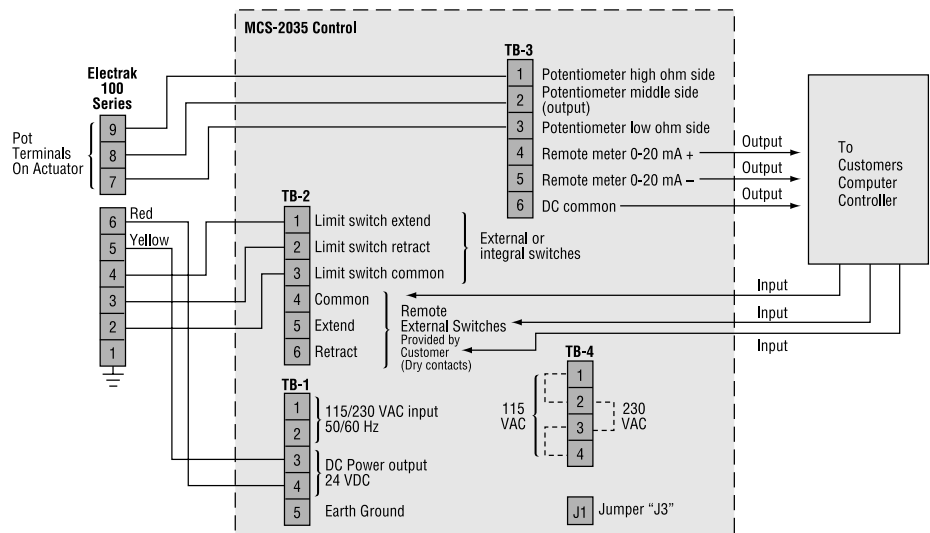 MCS-2035 Control
TB-3
Electrak
100
Series
Pot
Terminals
On Actuator
9
8
7
1 Potentiometer high ohm side
2 Potentiometer middle side
(output)
3 Potentiometer low ohm side
4 Remote meter 0-20 mA +
5 Remote meter 0-20 mA –
6 DC common
Output
Output
Output
To
Customers
Computer
Controller
6 Red
5 Yellow
4
3
2
1
TB-2
1 Limit switch extend
2 Limit switch retract
3 Limit switch common
External or
integral switches
4 Common
5 Extend
6 Retract
Remote
External Switches
Provided by
Customer
(Dry contacts)
Input
Input
Input
TB-1
1
2
115/230 VAC input
50/60 Hz
3
4
DC Power output
24 VDC
5 Earth Ground
TB-4
1
2
3
4
115
VAC
230
VAC
J1 Jumper “J3”